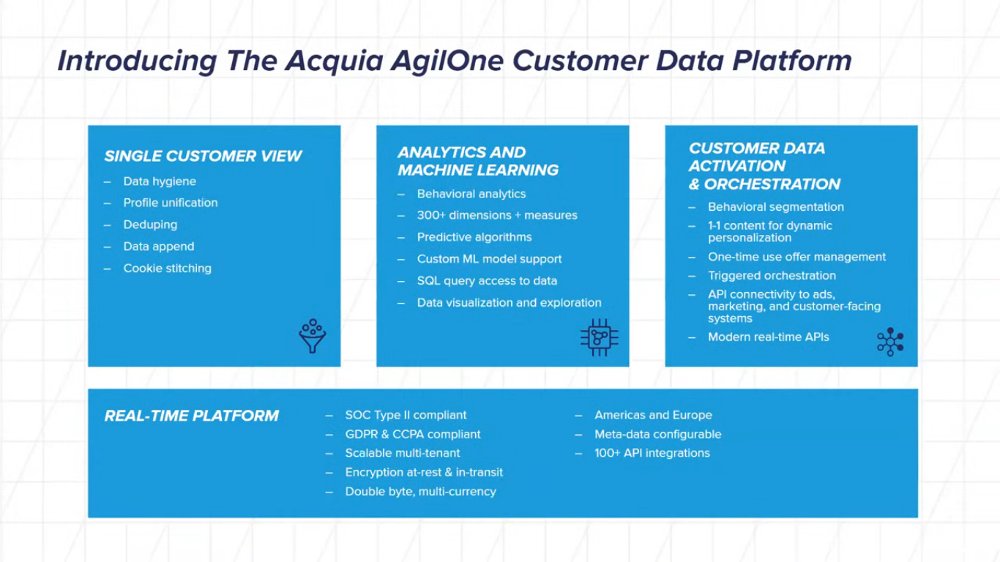 Introducing The Acquia AgilOne Customer Data Platform
SINGLE CUSTOMER VIEW
– Data hygiene
– Profile unification
– Deduping
– Data append
– Cookie stitching
ANALYTICS AND
MACHINE LEARNING
– Behavioral analytics
– 300+ dimensions + measures
– Predictive algorithms
– Custom ML model support
– SQL query access to data
– Data visualization and exploration
CUSTOMER DATA
ACTIVATION
& ORCHESTRATION
– Behavioral segmentation
– 1-1 content for dynamic
personalization
– One-time use offer management
– Triggered orchestration
– API connectivity to ads,
marketing, and customer-facing
systems
– Modern real-time APIs
REAL-TIME PLATFORM
– SOC Type II compliant
– GDPR & CCPA compliant
– Scalable multi-tenant
– Encryption at-rest & in-transit
– Double byte, multi-currency
– Americas and Europe
– Meta-data configurable
– 100+ API integrations